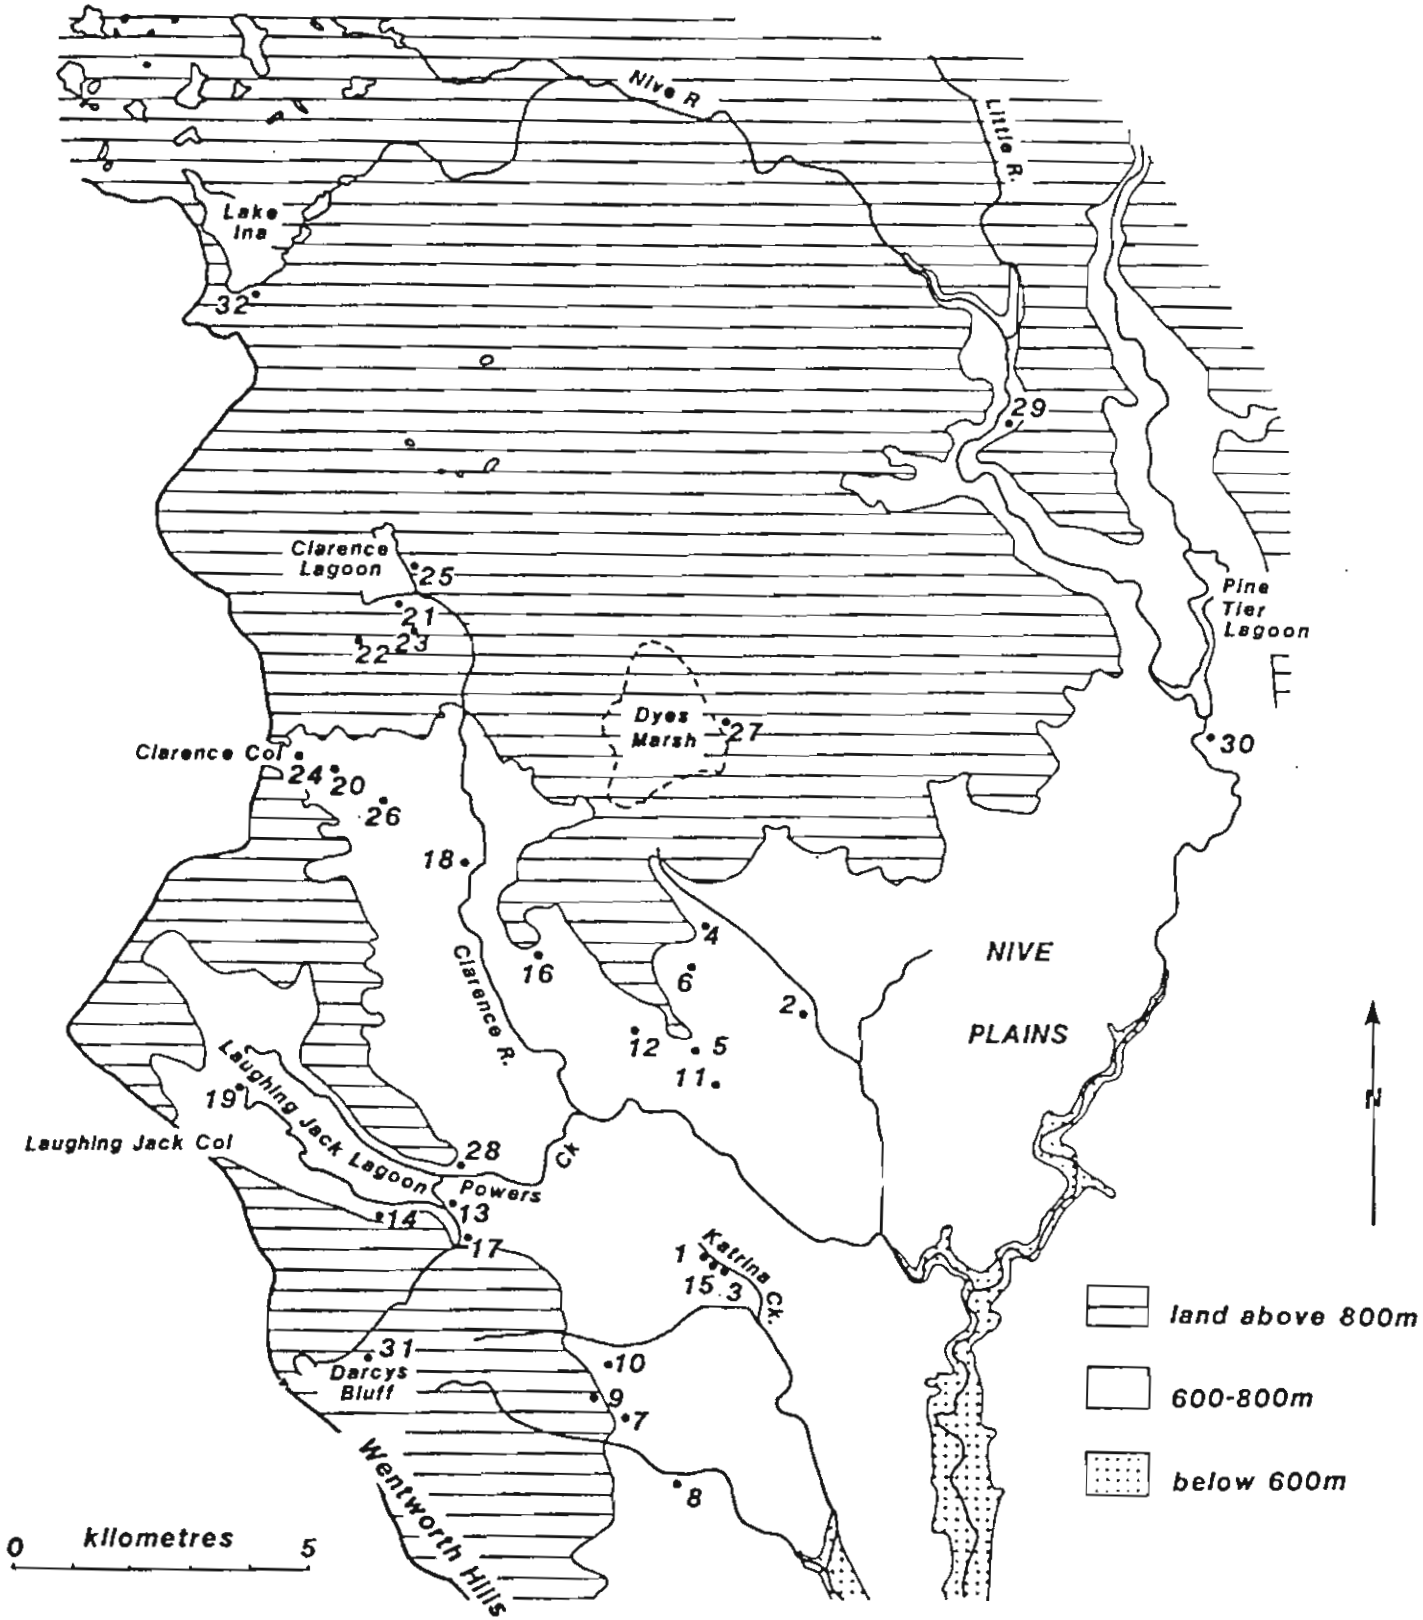 Nive R
Little R.
Lake
Ina
32
29
Clarence
Lagoon
25
21
23
22
Pine
Tier
Lagoon
Dyes
Marsh
27
30
Clarence Col
24
20
26
18
4
NIVE
16
6
2
Clarence R.
PLAINS
12
5
11
Laughing Jack Lagoon
19
N
Laughing Jack Col
28
Ck
Powers
13
14
17
Katrina Ck.
1
15
3
land above 800m
31
10
Darcys
Bluff
600-800m
9
7
Wentworth Hills
below 600m
8
kilometres
0 5